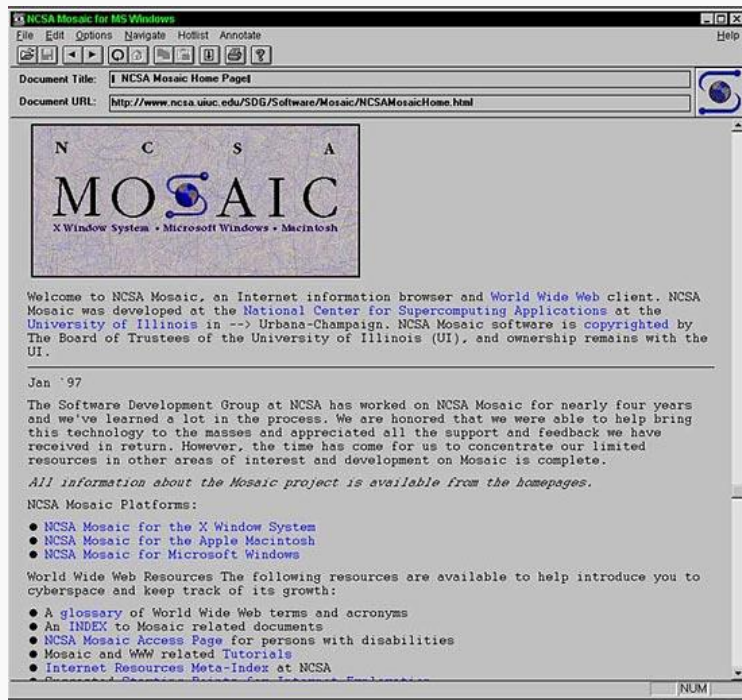 NCSA Mosaic for MS Windows
File Edit Options Navigate Hotlist Annotate Help
Document Title: NCSA Mosaic Home Page
Document URL: http://www.ncsa.uiuc.edu/SDG/Software/Mosaic/NCSAMosaicHome.html
N C S A
MOSAIC
X Window System • Microsoft Windows • Macintosh
Welcome to NCSA Mosaic, an Internet information browser and World Wide Web client. NCSA
Mosaic was developed at the National Center for Supercomputing Applications at the
University of Illinois in --> Urbana-Champaign. NCSA Mosaic software is copyrighted by
The Board of Trustees of the University of Illinois (UI), and ownership remains with the
UI.
Jan `97
The Software Development Group at NCSA has worked on NCSA Mosaic for nearly four years
and we've learned a lot in the process. We are honored that we were able to help bring
this technology to the masses and appreciated all the support and feedback we have
received in return. However, the time has come for us to concentrate our limited
resources in other areas of interest and development on Mosaic is complete.
All information about the Mosaic project is available from the homepages.
NCSA Mosaic Platforms:
● NCSA Mosaic for the X Window System
● NCSA Mosaic for the Apple Macintosh
● NCSA Mosaic for Microsoft Windows
World Wide Web Resources The following resources are available to help introduce you to
cyberspace and keep track of its growth:
● A glossary of World Wide Web terms and acronyms
● An INDEX to Mosaic related documents
● NCSA Mosaic Access Page for persons with disabilities
● Mosaic and WWW related Tutorials
● Internet Resources Meta-Index at NCSA
● Suggested Starting Points for Internet Exploration
NUM